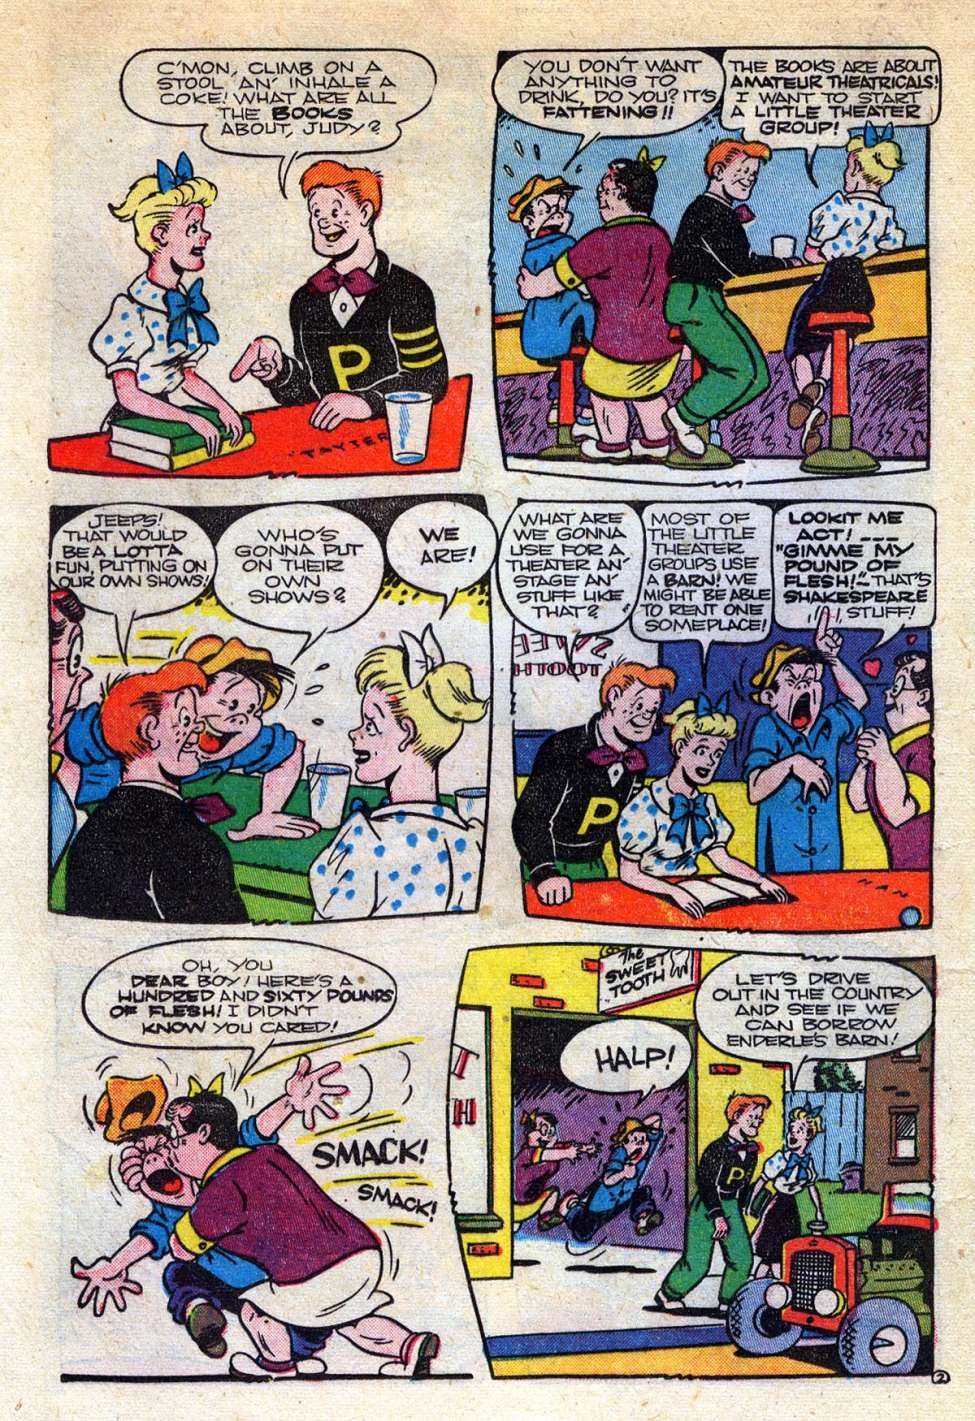 C'MON, CLIMB ON A
STOOL AN' INHALE A
COKE! WHAT ARE ALL
THE BOOKS
ABOUT, JUDY?
P
YOU DON'T WANT
ANYTHING TO
DRINK, DO YOU? IT'S
FATTENING!!
THE BOOKS ARE ABOUT
AMATEUR THEATRICALS!
I WANT TO START
A LITTLE THEATER
GROUP!
JEEPS!
THAT WOULD
BE A LOTTA
FUN, PUTTING ON
OUR OWN SHOWS!
WHO'S
GONNA PUT
ON THEIR
OWN
SHOWS?
WE
ARE!
WHAT ARE
WE GONNA
USE FOR A
THEATER AN'
STAGE AN'
STUFF LIKE
THAT?
MOST OF
THE LITTLE
THEATER
GROUPS USE
A BARN! WE
MIGHT BE ABLE
TO RENT ONE
SOMEPLACE!
LOOKIT ME
ACT! ---
"GIMME MY
POUND OF
FLESH!"- THAT'S
SHAKESPEARE
STUFF!
SWEET
TOOTH
P
NAN
OH, YOU
DEAR BOY! HERE'S A
HUNDRED AND SIXTY POUNDS
OF FLESH! I DIDN'T
KNOW YOU CARED!
SMACK!
SMACK!
The
SWEET
TOOTH
T
H
HALP!
LET'S DRIVE
OUT IN THE COUNTRY
AND SEE IF WE
CAN BORROW
ENDERLE'S BARN!
P
2